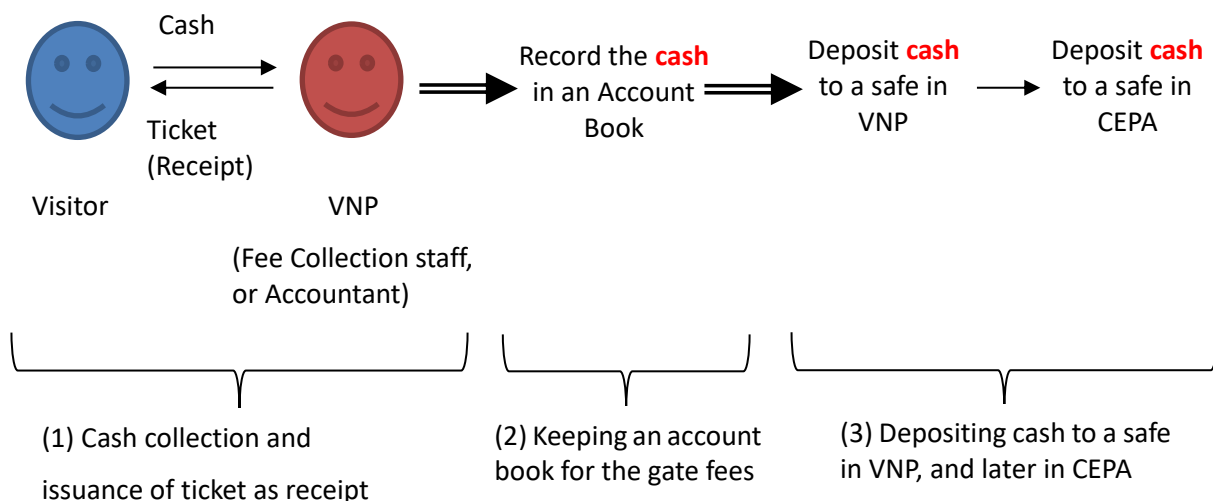 Cash
Ticket
(Receipt)
Visitor
VNP
(Fee Collection staff,
or Accountant)
Record the cash
in an Account
Book
Deposit cash
to a safe in
VNP
Deposit cash
to a safe in
CEPA
(1) Cash collection and
issuance of ticket as receipt
(2) Keeping an account
book for the gate fees
(3) Depositing cash to a safe
in VNP, and later in CEPA